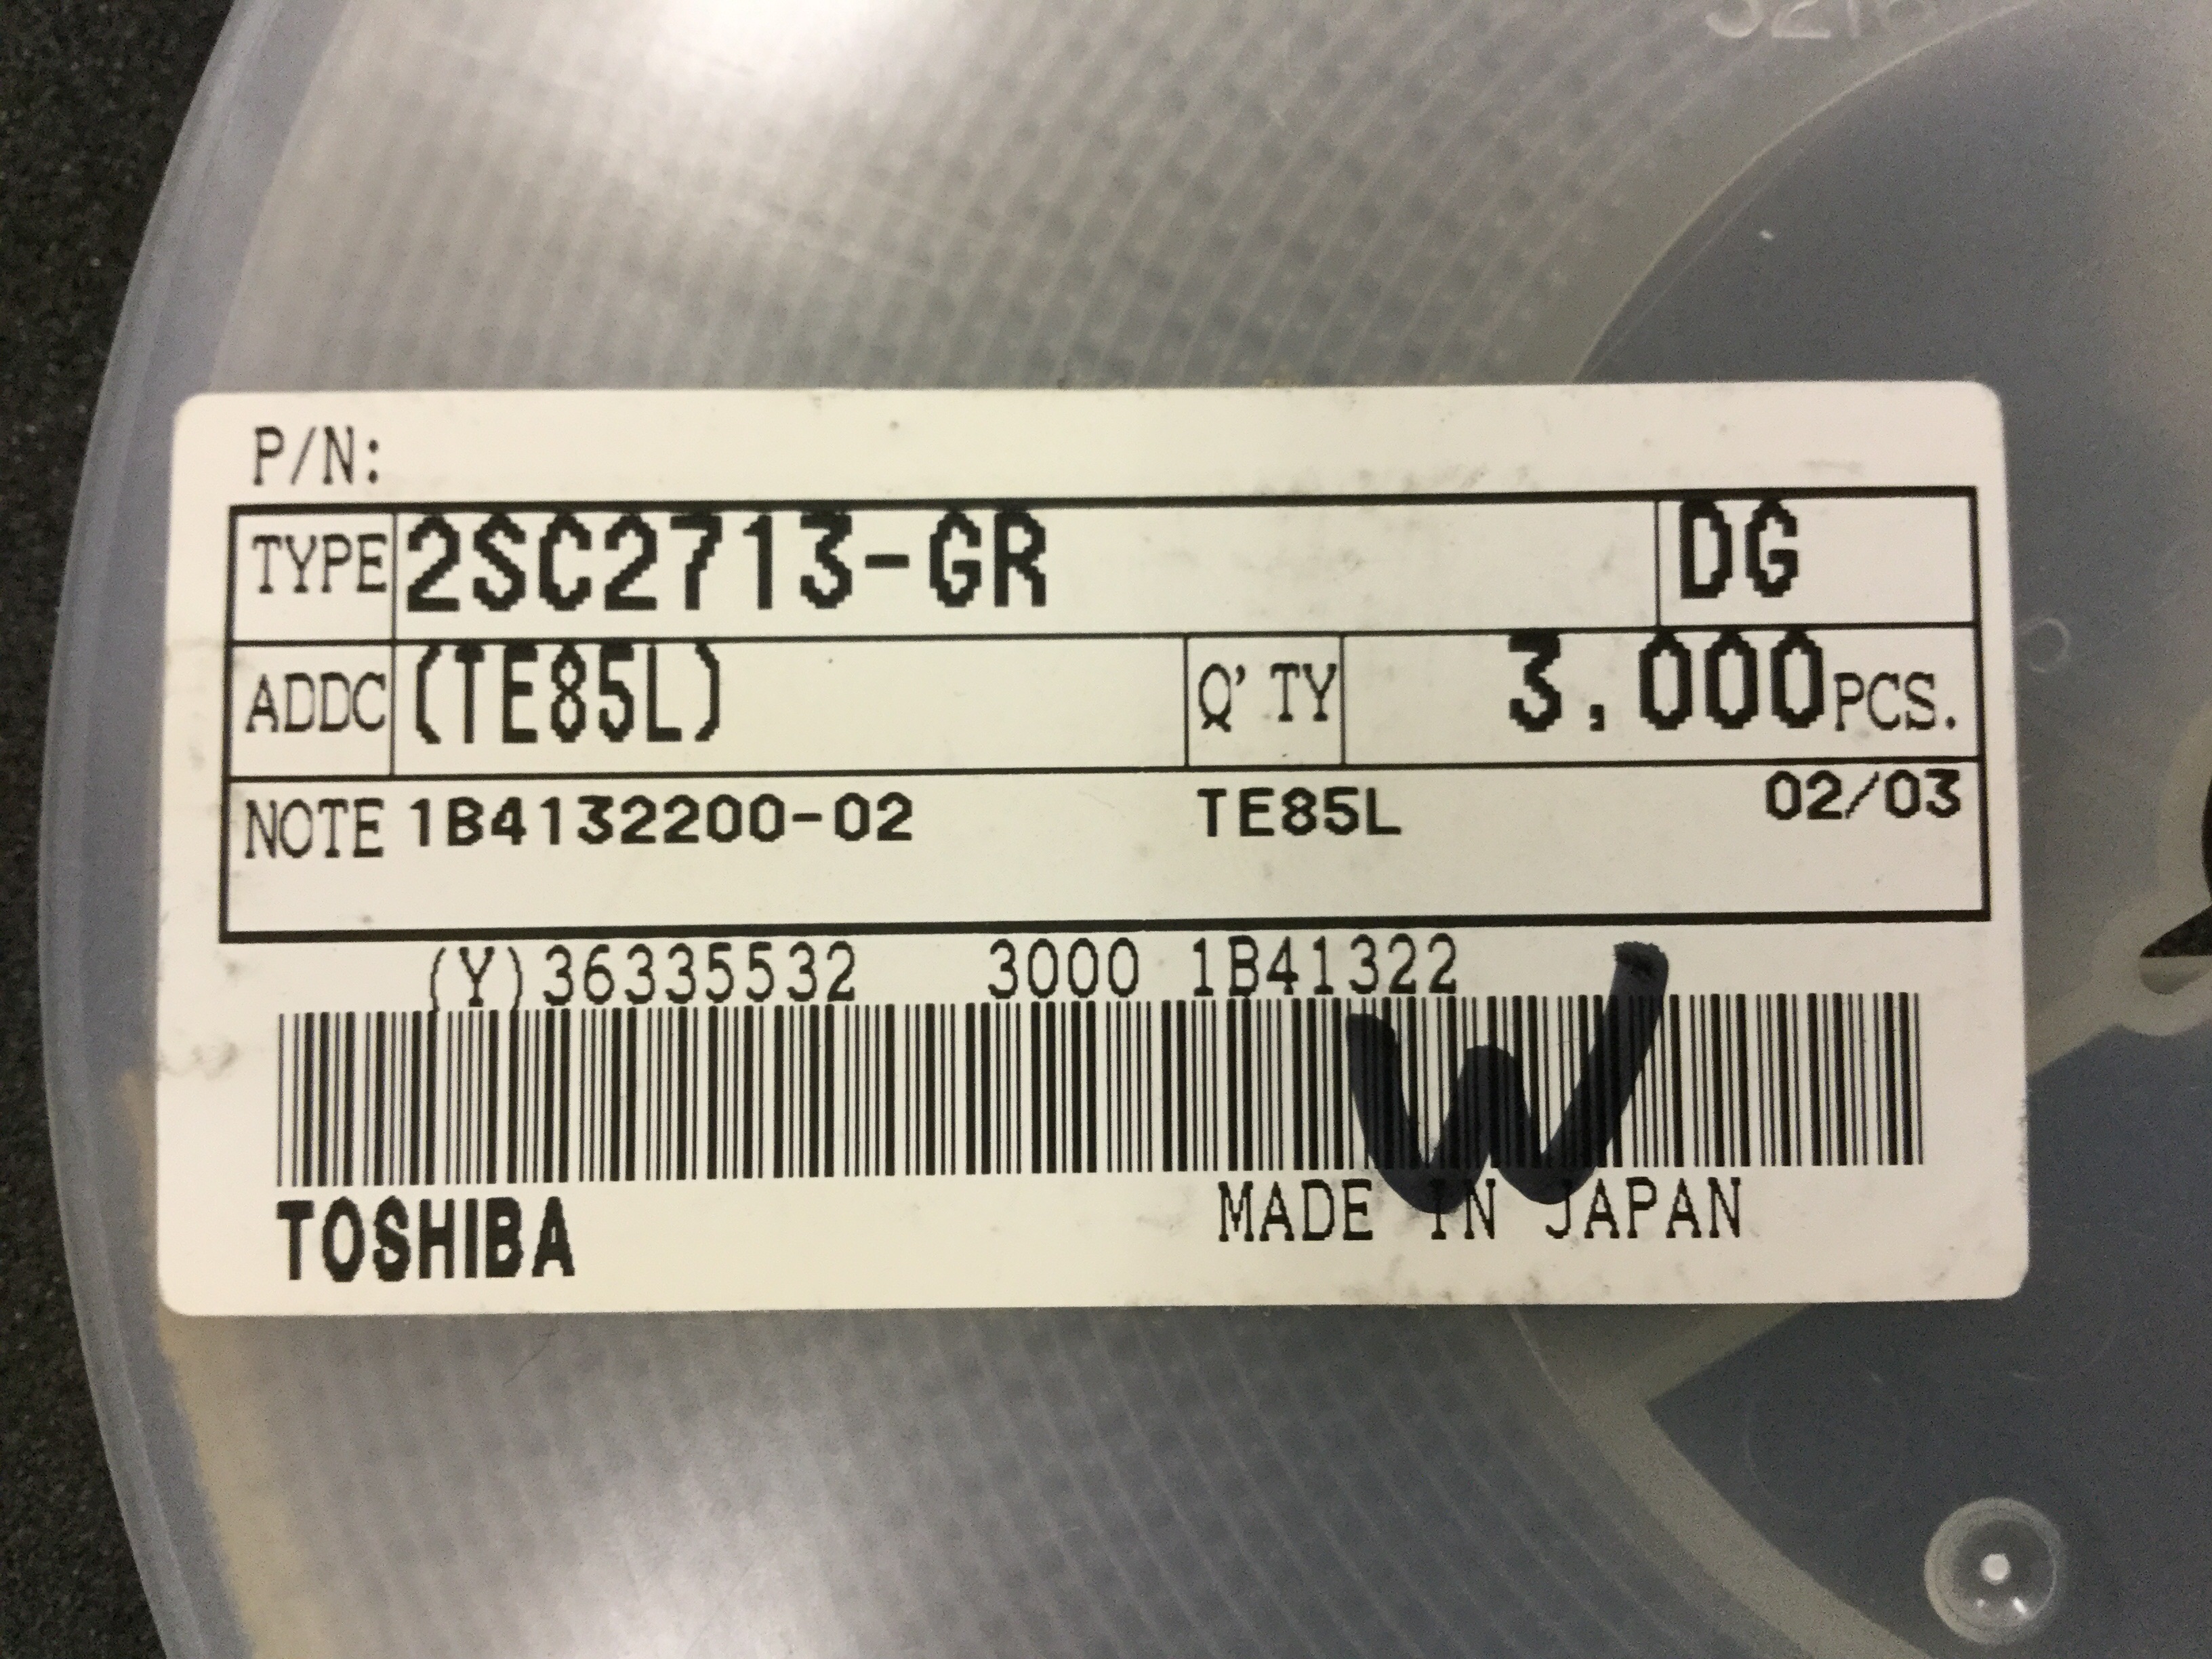 P/N:
TYPE 2SC2713-GR DG
ADDC (TE85L) Q'TY 3,000PCS.
NOTE 1B4132200-02 TE85L 02/03
(Y)36335532 3000 1B41322
W
TOSHIBA MADE IN JAPAN